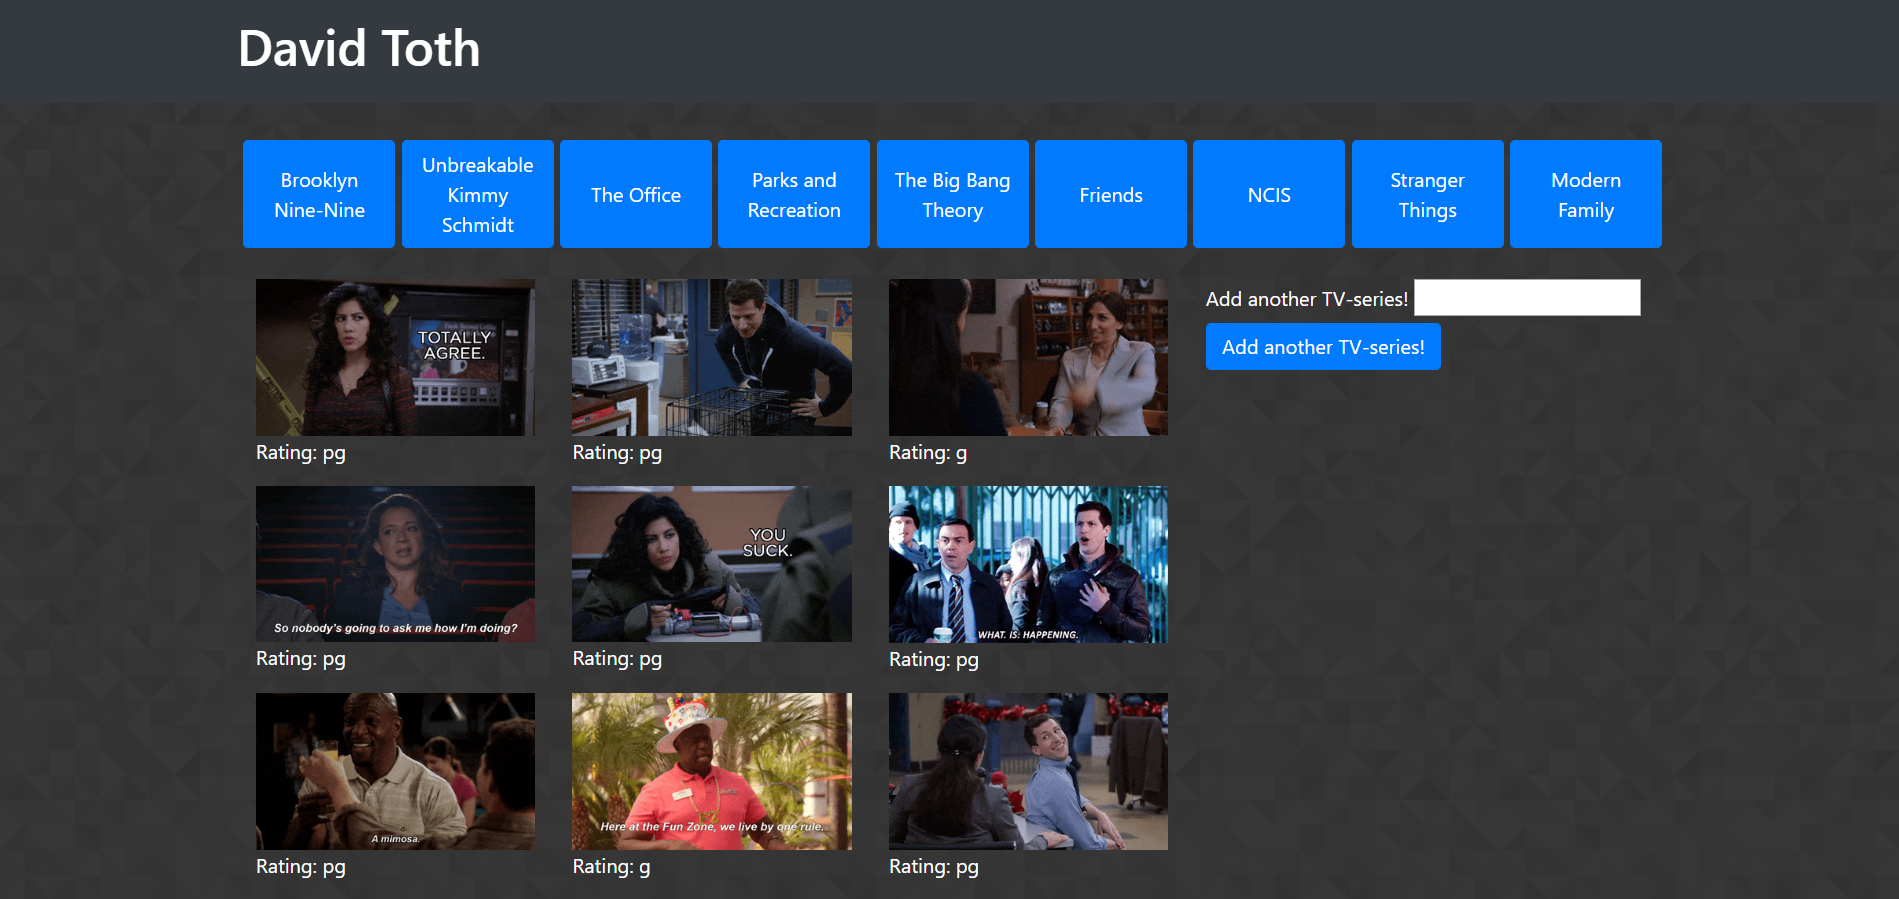 David Toth
Brooklyn
Nine-Nine
Unbreakable
Kimmy
Schmidt
The Office
Parks and
Recreation
The Big Bang
Theory
Friends
NCIS
Stranger
Things
Modern
Family
TOTALLY
AGREE.
Rating: pg
Rating: pg
Rating: g
Add another TV-series!
Add another TV-series!
So nobody's going to ask me how I'm doing?
Rating: pg
YOU
SUCK.
Rating: pg
WHAT. IS. HAPPENING.
Rating: pg
A mimosa.
Rating: pg
Here at the Fun Zone, we live by one rule.
Rating: g
Rating: pg